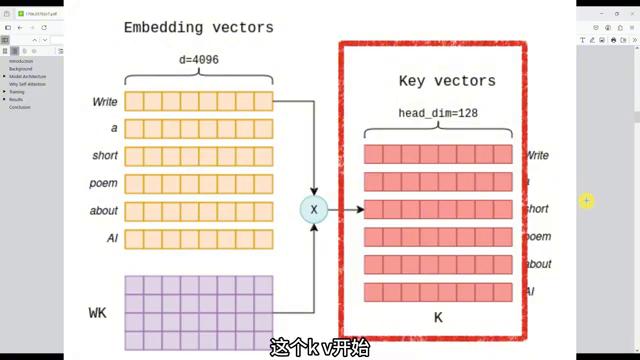 Introduction
Background
Model Architecture
Why Self-Attention
Training
Results
Conclusion
Embedding vectors
d=4096
Write
a
short
poem
about
AI
WK
X
Key vectors
head_dim=128
Write
a
short
poem
about
AI
K
这个kv开始